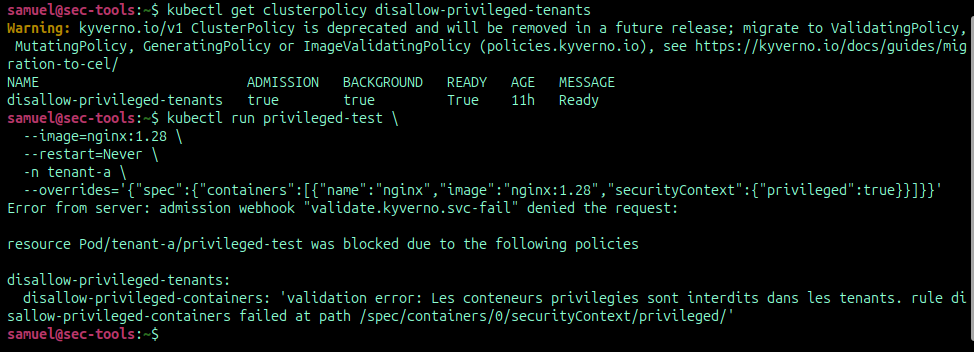 samuel@sec-tools:~$ kubectl get clusterpolicy disallow-privileged-tenants
Warning: kyverno.io/v1 ClusterPolicy is deprecated and will be removed in a future release; migrate to ValidatingPolicy,
 MutatingPolicy, GeneratingPolicy or ImageValidatingPolicy (policies.kyverno.io), see https://kyverno.io/docs/guides/mig
ration-to-cel/
NAME                          ADMISSION   BACKGROUND   READY   AGE   MESSAGE
disallow-privileged-tenants   true        true         True    11h   Ready
samuel@sec-tools:~$ kubectl run privileged-test \
  --image=nginx:1.28 \
  --restart=Never \
  -n tenant-a \
  --overrides='{"spec":{"containers":[{"name":"nginx","image":"nginx:1.28","securityContext":{"privileged":true}}]}}'
Error from server: admission webhook "validate.kyverno.svc-fail" denied the request:

resource Pod/tenant-a/privileged-test was blocked due to the following policies

disallow-privileged-tenants:
  disallow-privileged-containers: 'validation error: Les conteneurs privilegies sont interdits dans les tenants. rule di
sallow-privileged-containers failed at path /spec/containers/0/securityContext/privileged/'
samuel@sec-tools:~$